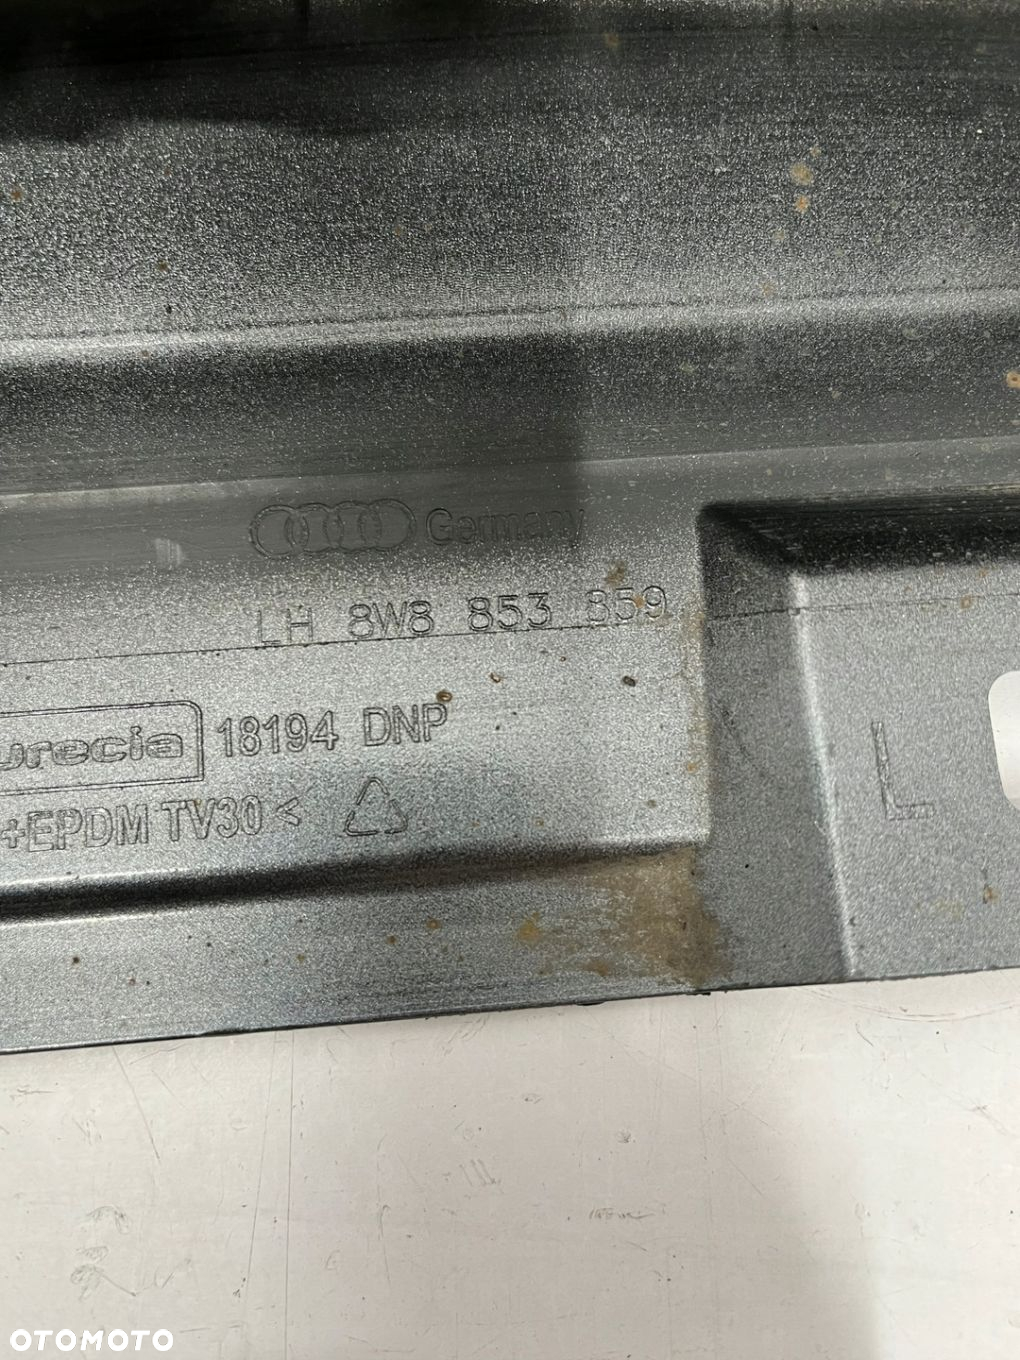 Germany
LH 8W8 853 859
urecia 18194 DNP
+EPDM TV30<
L
OTOMOTO